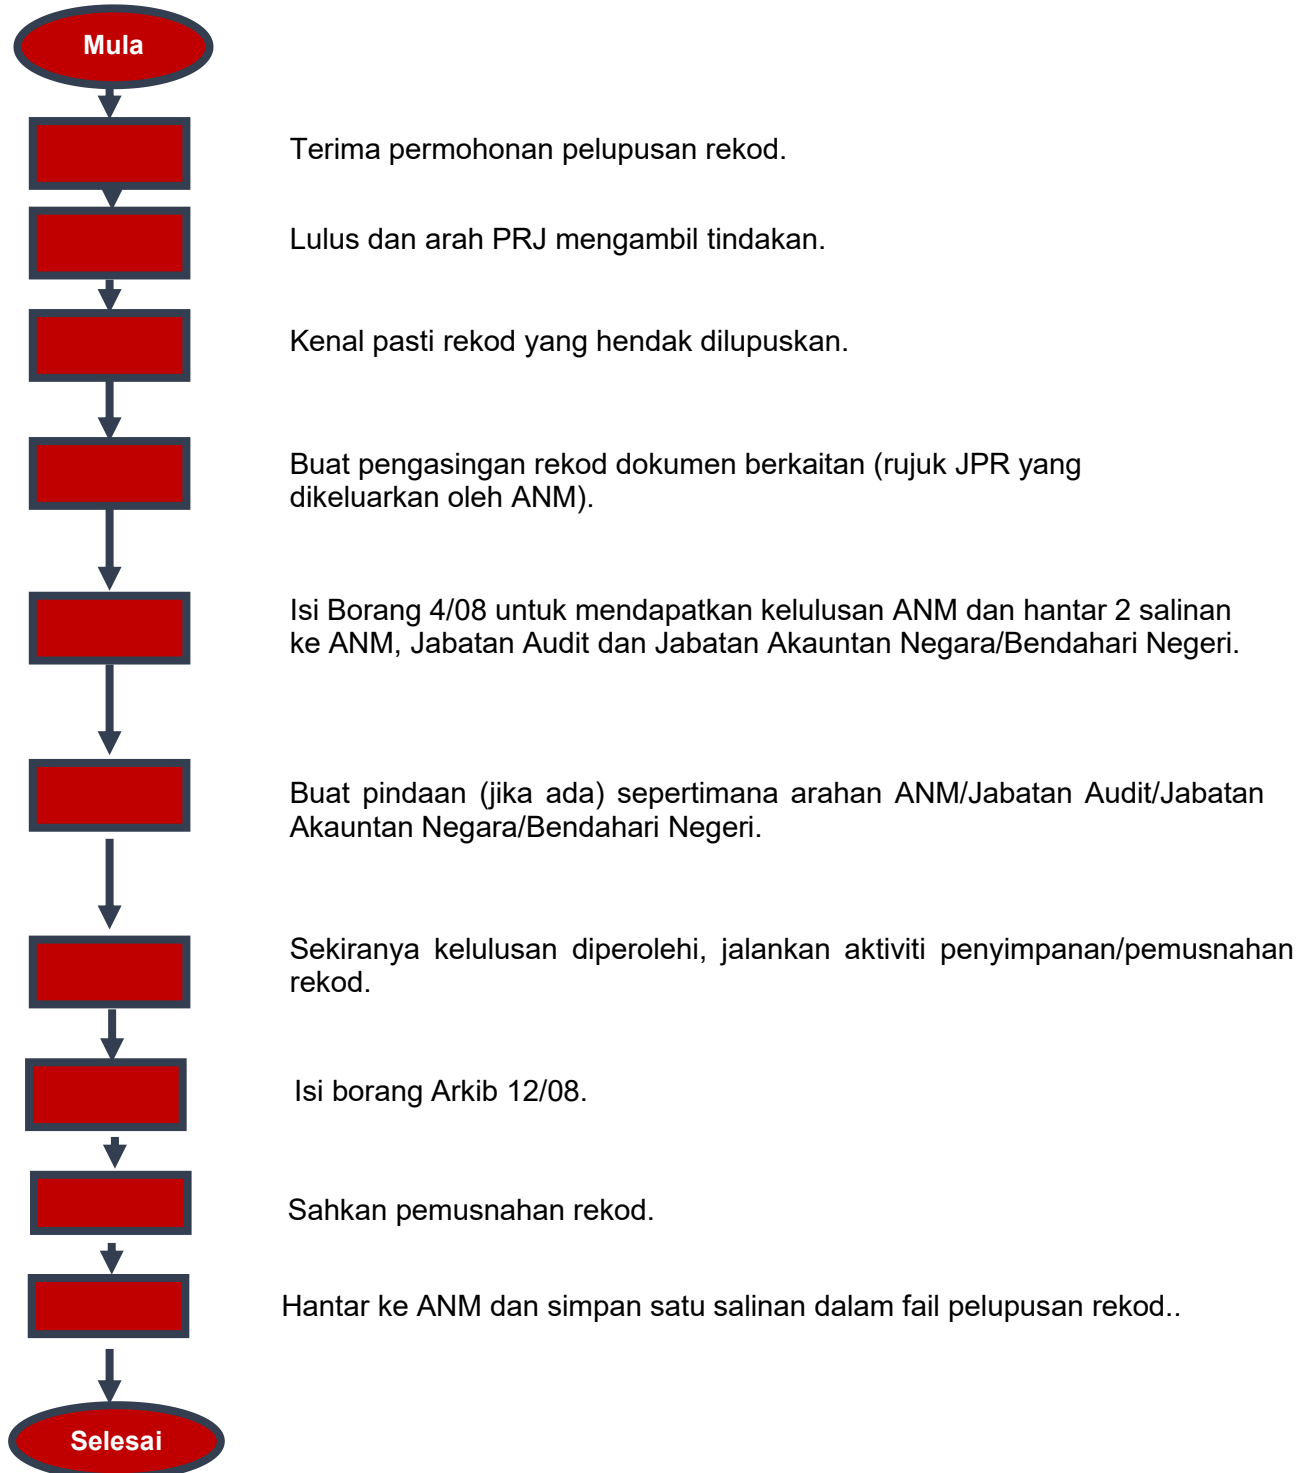 Mula
Terima permohonan pelupusan rekod.
Lulus dan arah PRJ mengambil tindakan.
Kenal pasti rekod yang hendak dilupuskan.
Buat pengasingan rekod dokumen berkaitan (rujuk JPR yang
dikeluarkan oleh ANM).
Isi Borang 4/08 untuk mendapatkan kelulusan ANM dan hantar 2 salinan
ke ANM, Jabatan Audit dan Jabatan Akauntan Negara/Bendahari Negeri.
Buat pindaan (jika ada) sepertimana arahan ANM/Jabatan Audit/Jabatan
Akauntan Negara/Bendahari Negeri.
Sekiranya kelulusan diperolehi, jalankan aktiviti penyimpanan/pemusnahan
rekod.
Isi borang Arkib 12/08.
Sahkan pemusnahan rekod.
Hantar ke ANM dan simpan satu salinan dalam fail pelupusan rekod..
Selesai